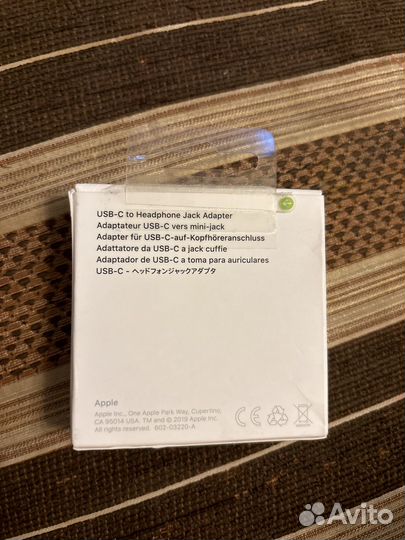 USB-C to Headphone Jack Adapter
Adaptateur USB-C vers mini-jack
Adapter für USB-C-auf-Kopfhöreranschluss
Adattatore da USB-C a jack cuffie
Adaptador de USB-C a toma para auriculares
USB-C - ヘッドフォンジャックアダプタ
Apple
Apple Inc., One Apple Park Way, Cupertino,
CA 95014 USA. TM and © 2019 Apple Inc.
All rights reserved. 602-03220-A
CE
Avito